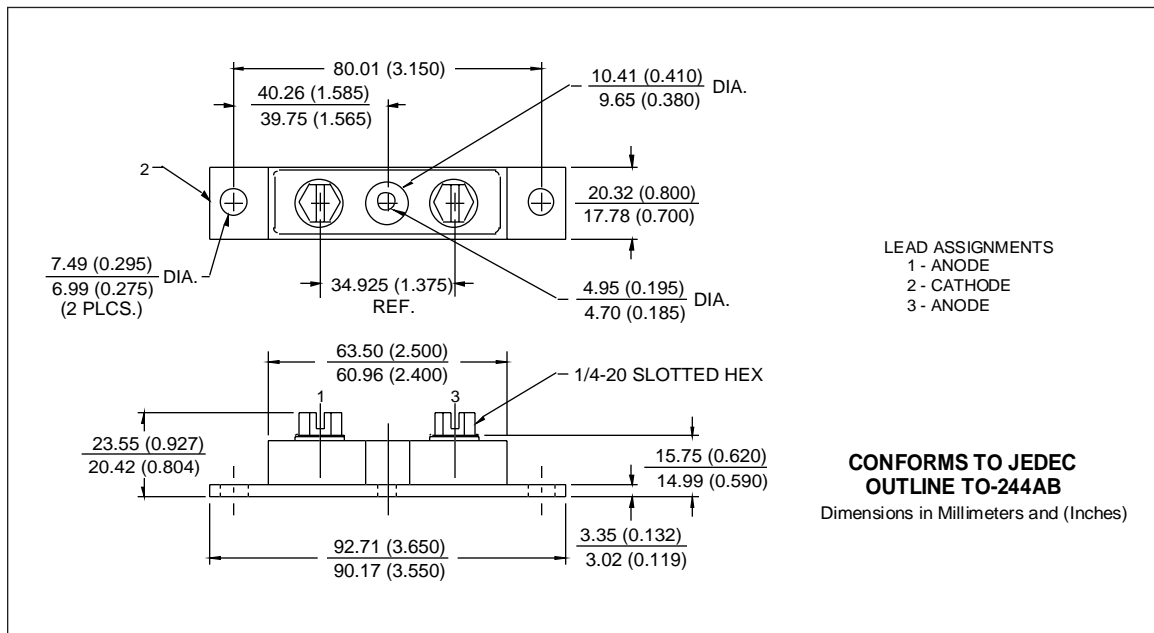 80.01 (3.150)
40.26 (1.585)
39.75 (1.565)
10.41 (0.410)
9.65 (0.380)
DIA.
2
20.32 (0.800)
17.78 (0.700)
7.49 (0.295)
6.99 (0.275)
DIA.
(2 PLCS.)
34.925 (1.375)
REF.
4.95 (0.195)
4.70 (0.185)
DIA.
LEAD ASSIGNMENTS
1 - ANODE
2 - CATHODE
3 - ANODE
63.50 (2.500)
60.96 (2.400)
1/4-20 SLOTTED HEX
1
3
23.55 (0.927)
20.42 (0.804)
15.75 (0.620)
14.99 (0.590)
3.35 (0.132)
3.02 (0.119)
92.71 (3.650)
90.17 (3.550)
CONFORMS TO JEDEC
OUTLINE TO-244AB
Dimensions in Millimeters and (Inches)